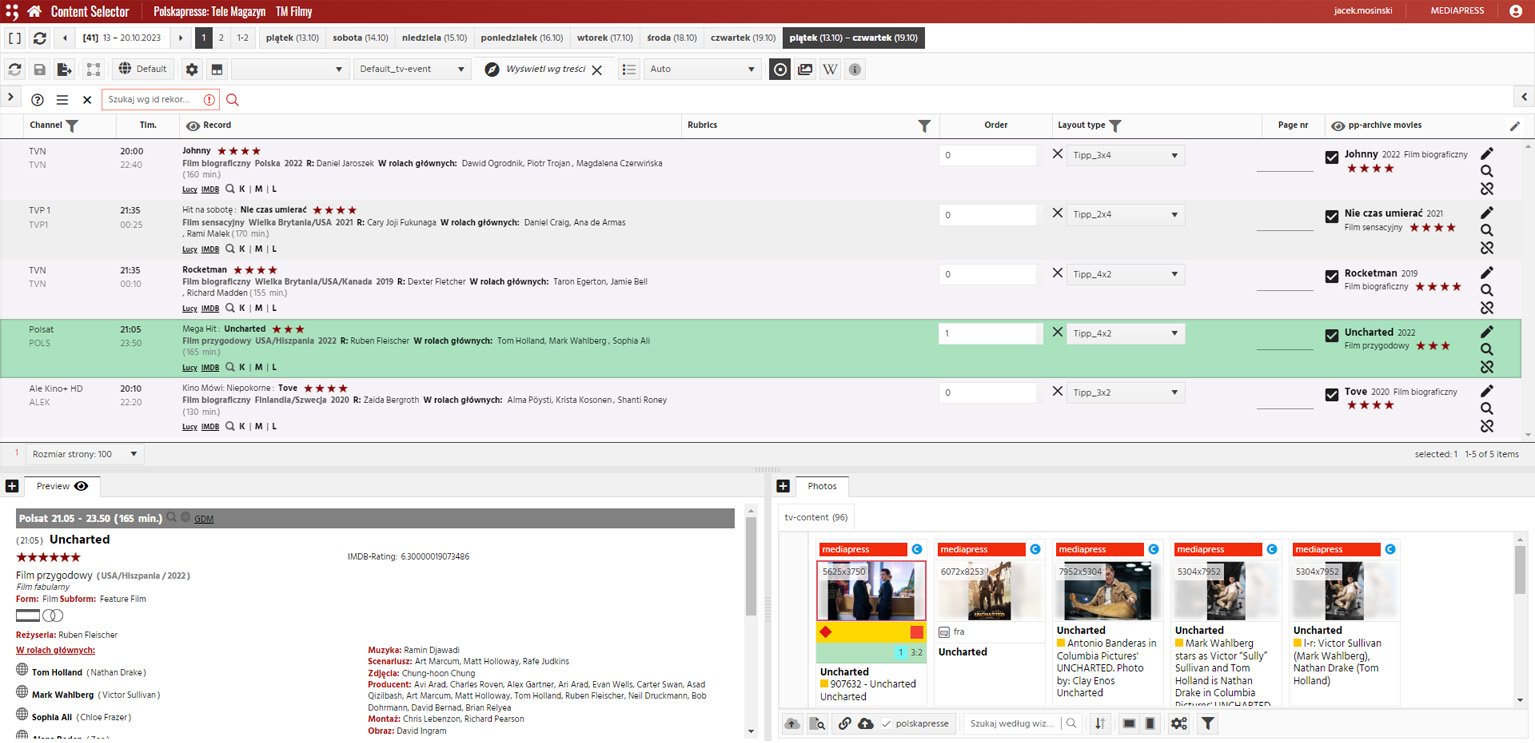 Content Selector Polskapresse: Tele Magazyn TM Filmy jacek.mosinski MEDIAPRESS
[41] 13 – 20.10.2023 1 2 1-2 piątek (13.10) sobota (14.10) niedziela (15.10) poniedziałek (16.10) wtorek (17.10) środa (18.10) czwartek (19.10) piątek (13.10) – czwartek (19.10)
Default Default_tv-event Wyświetl wg treści Auto W
Szukaj wg id rekor...
Channel Tim. Record Rubrics Order Layout type Page nr pp-archive movies
TVN 20:00 Johnny ★★★★ 0 Tipp_3x4 Johnny 2022 Film biograficzny
TVN 22:40 Film biograficzny Polska 2022 R: Daniel Jaroszek W rolach głównych: Dawid Ogrodnik, Piotr Trojan , Magdalena Czerwińska ★★★★
(160 min.)
Lucy IMDB K | M | L
TVP 1 21:35 Hit na sobotę : Nie czas umierać ★★★★ 0 Tipp_2x4 Nie czas umierać 2021
TVP1 00:25 Film sensacyjny Wielka Brytania/USA 2021 R: Cary Joji Fukunaga W rolach głównych: Daniel Craig, Ana de Armas Film sensacyjny ★★★★
, Rami Malek (170 min.)
Lucy IMDB K | M | L
TVN 21:35 Rocketman ★★★★ 0 Tipp_4x2 Rocketman 2019
TVN 00:10 Film biograficzny Wielka Brytania/USA/Kanada 2019 R: Dexter Fletcher W rolach głównych: Taron Egerton, Jamie Bell Film biograficzny ★★★★
, Richard Madden (155 min.)
Lucy IMDB K | M | L
Polsat 21:05 Mega Hit : Uncharted ★★★ 1 Tipp_4x2 Uncharted 2022
POLS 23:50 Film przygodowy USA/Hiszpania 2022 R: Ruben Fleischer W rolach głównych: Tom Holland, Mark Wahlberg , Sophia Ali Film przygodowy ★★★
(165 min.)
Lucy IMDB K | M | L
Ale Kino+ HD 20:10 Kino Mówi: Niepokorne : Tove ★★★★ 0 Tipp_3x2 Tove 2020 Film biograficzny
ALEK 22:20 Film biograficzny Finlandia/Szwecja 2020 R: Zaida Bergroth W rolach głównych: Alma Pöysti, Krista Kosonen , Shanti Roney ★★★★
(130 min.)
Lucy IMDB K | M | L
1 Rozmiar strony: 100 selected: 1 1-5 of 5 items
Preview
Polsat 21.05 - 23.50 (165 min.) GDM
(21:05) Uncharted
★★★★★★ IMDB-Rating: 6.30000019073486
Film przygodowy (USA/Hiszpania / 2022)
Film fabularny
Form: Film Subform: Feature Film
Reżyseria: Ruben Fleischer
W rolach głównych:
Tom Holland (Nathan Drake)
Mark Wahlberg (Victor Sullivan)
Sophia Ali (Chloe Frazer)
Muzyka: Ramin Djawadi
Scenariusz: Art Marcum, Matt Holloway, Rafe Judkins
Zdjęcia: Chung-hoon Chung
Producent: Avi Arad, Charles Roven, Alex Gartner, Ari Arad, Evan Wells, Carter Swan, Asad
Qizilbash, Art Marcum, Matt Holloway, Tom Holland, Ruben Fleischer, Neil Druckmann, Bob
Dohrmann, David Bernad, Brian Relyea
Montaż: Chris Lebenzon, Richard Pearson
Obraz: David Ingram
Photos
tv-content (96)
mediapress C
5625x3750
1 3:2
Uncharted
907632 - Uncharted
Uncharted
mediapress C
6072x8253
UNCHARTED
fra
Uncharted
mediapress C
7952x5304
Uncharted
Antonio Banderas in
Columbia Pictures'
UNCHARTED. Photo
by: Clay Enos
Uncharted
mediapress C
5304x7952
Uncharted
Mark Wahlberg
stars as Victor “Sully”
Sullivan and Tom
Holland is Nathan
Drake in Columbia
Pictures' UNCHARTED
mediapress C
5304x7952
Uncharted
l-r: Victor Sullivan
(Mark Wahlberg),
Nathan Drake (Tom
Holland)
polskapresse Szukaj według wiz...